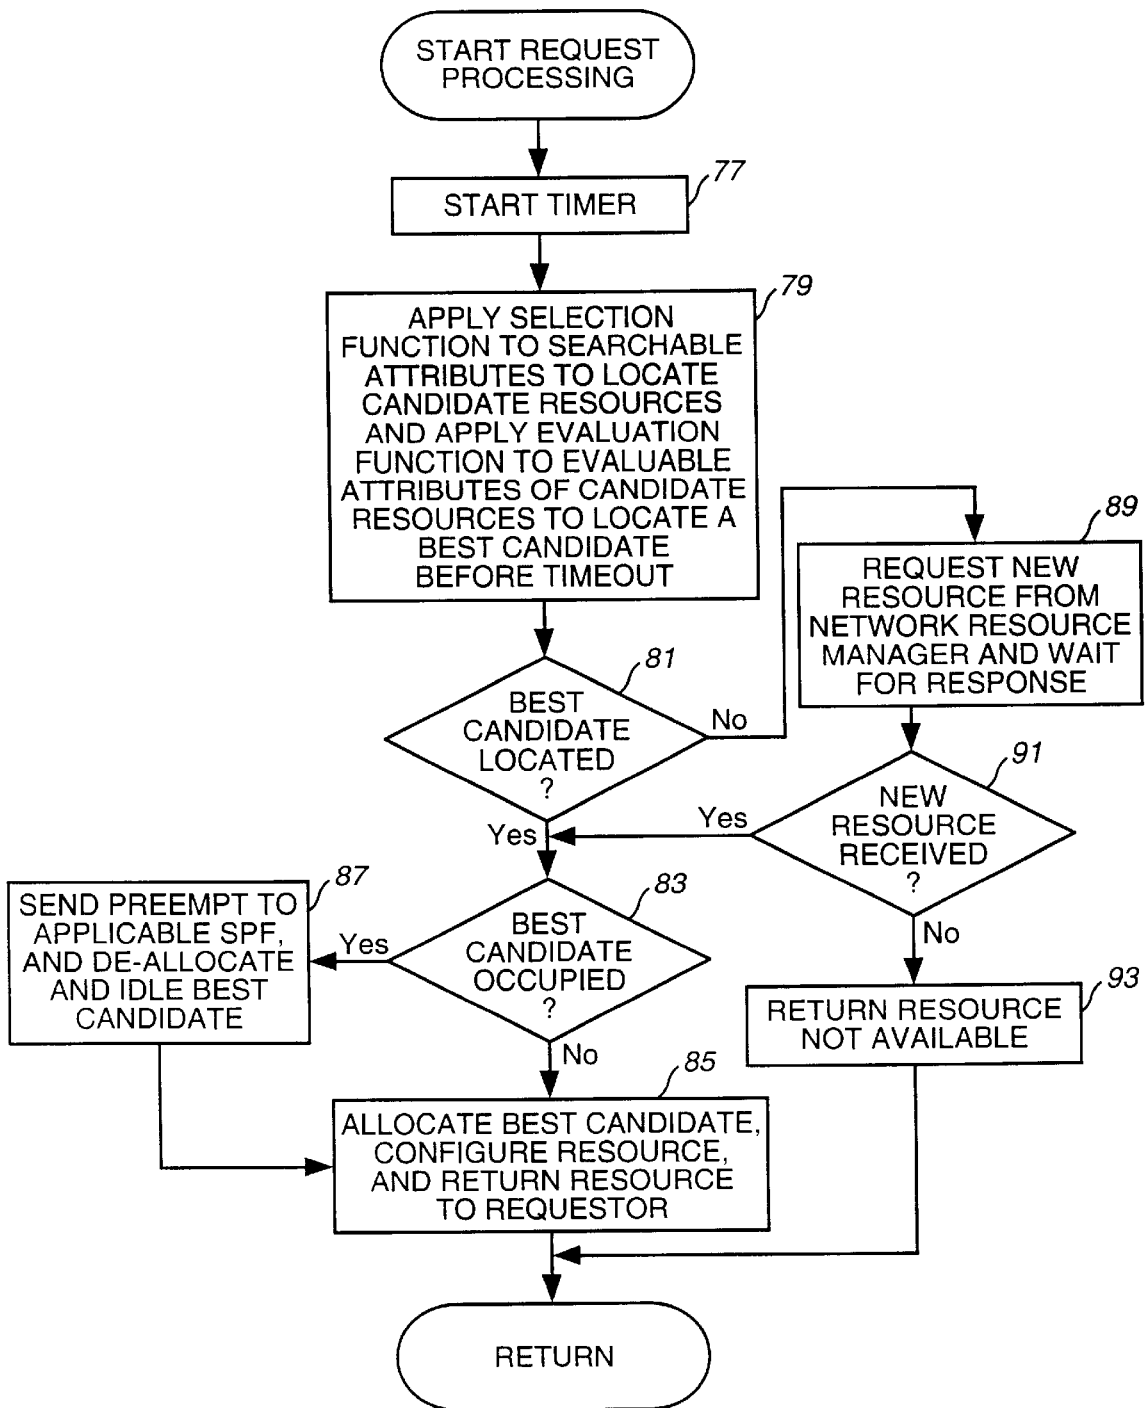 START REQUEST
PROCESSING
77
START TIMER
79
APPLY SELECTION
FUNCTION TO SEARCHABLE
ATTRIBUTES TO LOCATE
CANDIDATE RESOURCES
AND APPLY EVALUATION
FUNCTION TO EVALUABLE
ATTRIBUTES OF CANDIDATE
RESOURCES TO LOCATE A
BEST CANDIDATE
BEFORE TIMEOUT
89
REQUEST NEW
RESOURCE FROM
NETWORK RESOURCE
MANAGER AND WAIT
FOR RESPONSE
81
BEST
CANDIDATE
LOCATED
?
No
Yes
91
NEW
RESOURCE
RECEIVED
?
Yes
No
83
BEST
CANDIDATE
OCCUPIED
?
Yes
No
87
SEND PREEMPT TO
APPLICABLE SPF,
AND DE-ALLOCATE
AND IDLE BEST
CANDIDATE
93
RETURN RESOURCE
NOT AVAILABLE
85
ALLOCATE BEST CANDIDATE,
CONFIGURE RESOURCE,
AND RETURN RESOURCE
TO REQUESTOR
RETURN